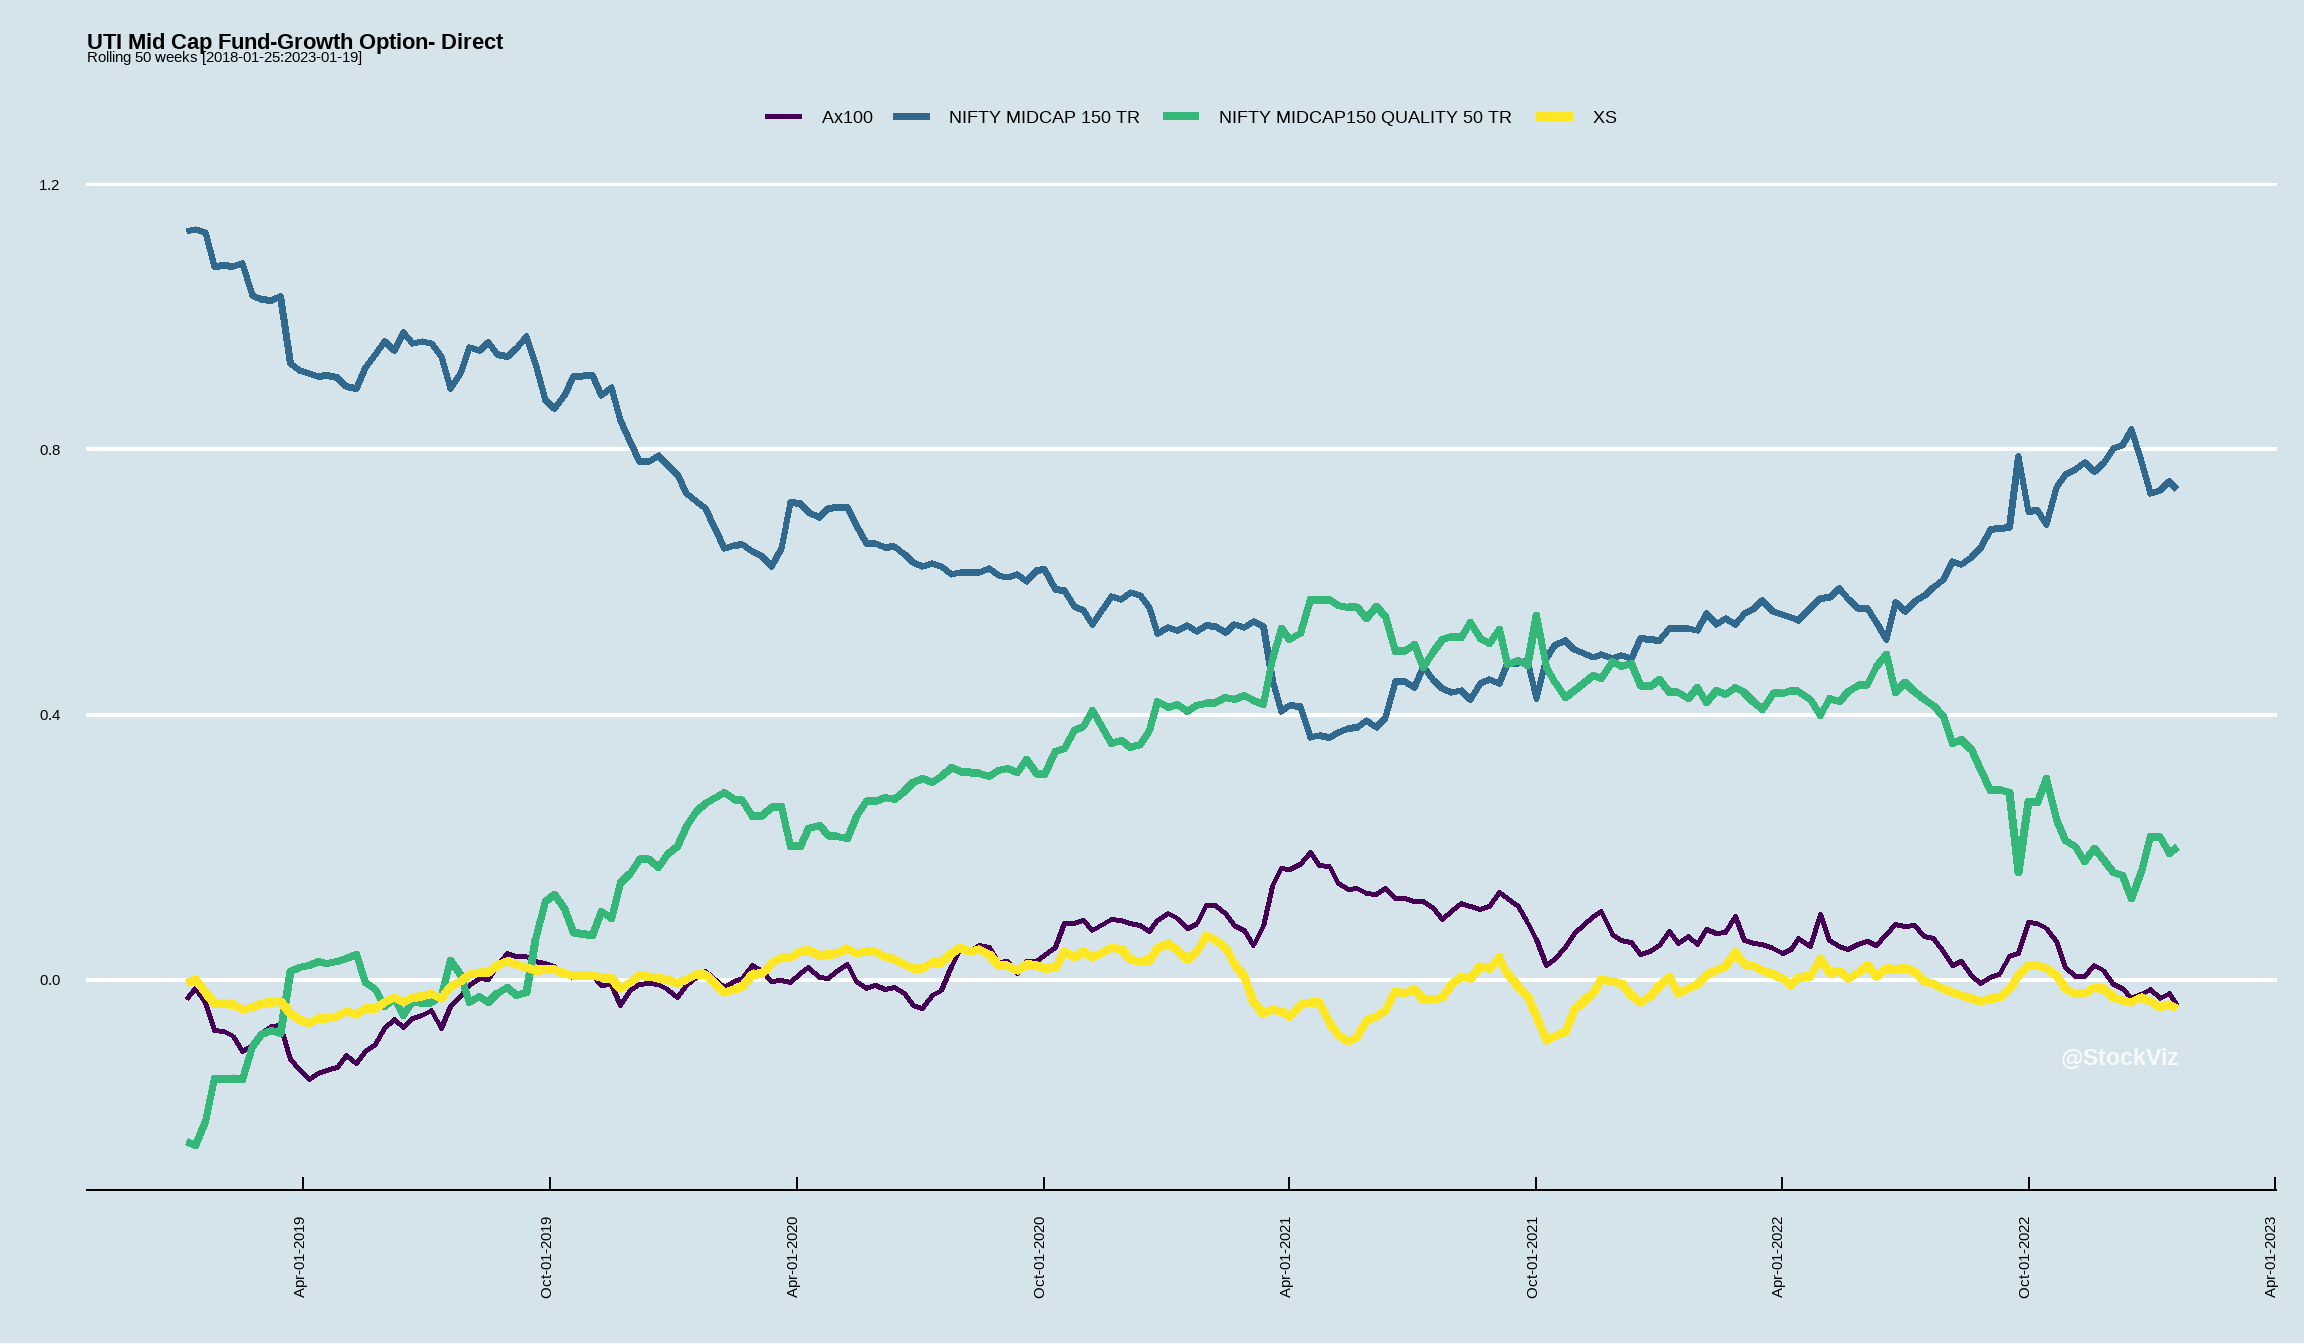 UTI Mid Cap Fund-Growth Option- Direct
Rolling 50 weeks [2018-01-25:2023-01-19]
Ax100 NIFTY MIDCAP 150 TR NIFTY MIDCAP150 QUALITY 50 TR XS
1.2
0.8
0.4
0.0
@StockViz
Apr-01-2019 Oct-01-2019 Apr-01-2020 Oct-01-2020 Apr-01-2021 Oct-01-2021 Apr-01-2022 Oct-01-2022 Apr-01-2023